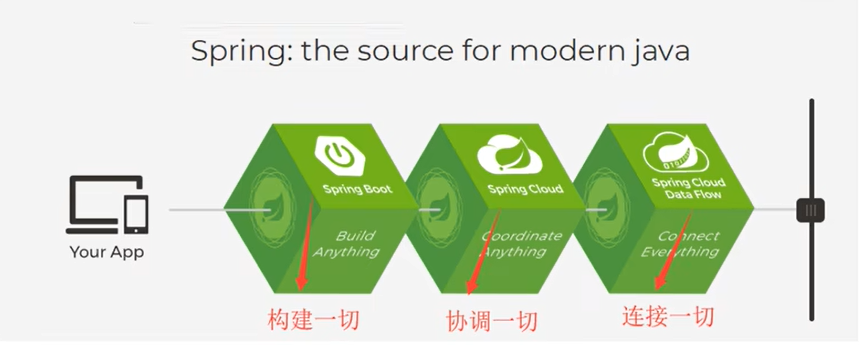 Spring: the source for modern java
Your App
Spring Boot
Build
Anything
构建一切
Spring Cloud
Coordinate
Anything
协调一切
Spring Cloud
Data Flow
Connect
Everything
连接一切